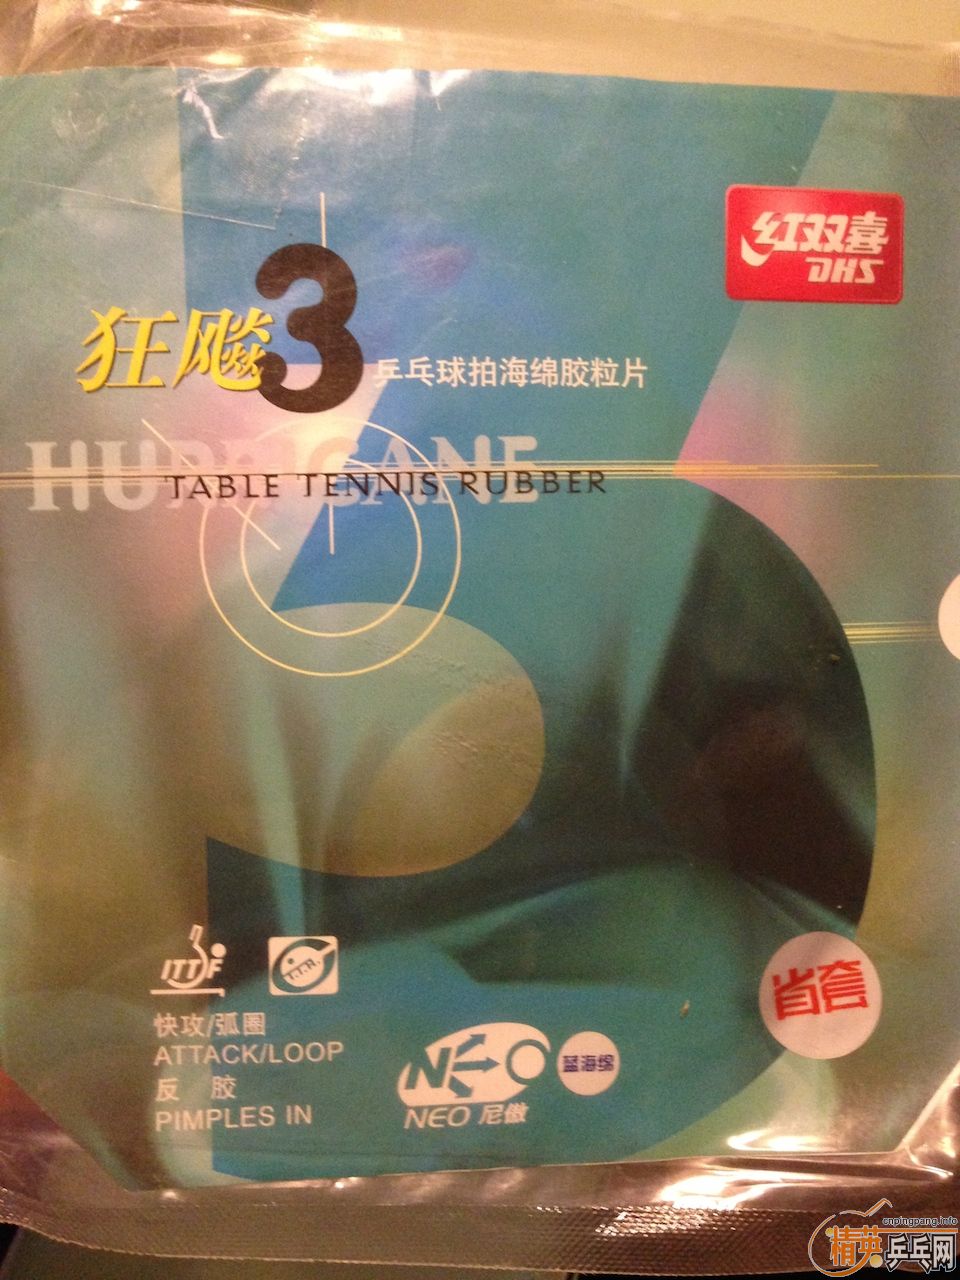 红双喜
DHS
狂飚3
乒乓球拍海绵胶粒片
HURRICANE
TABLE TENNIS RUBBER
省套
ITTF
T.T.R.
快攻/弧圈
ATTACK/LOOP
反 胶
PIMPLES IN
NEO
蓝海绵
NEO 尼傲
cnpingpang.info
精英乒乓网